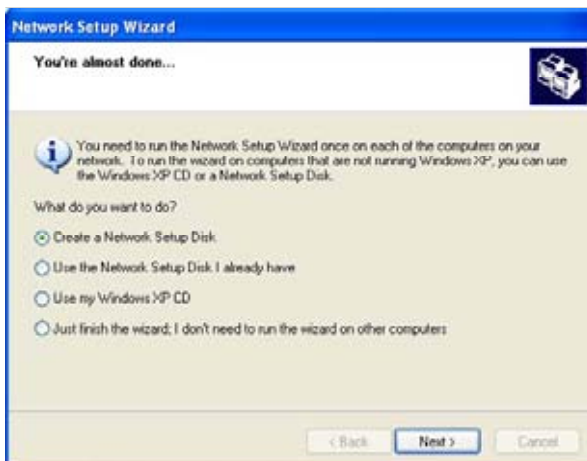 Network Setup Wizard
You're almost done...
You need to run the Network Setup Wizard once on each of the computers on your
network. To run the wizard on computers that are not running Windows XP, you can use
the Windows XP CD or a Network Setup Disk.
What do you want to do?
Create a Network Setup Disk
Use the Network Setup Disk I already have
Use my Windows XP CD
Just finish the wizard; I don't need to run the wizard on other computers
< Back Next > Cancel